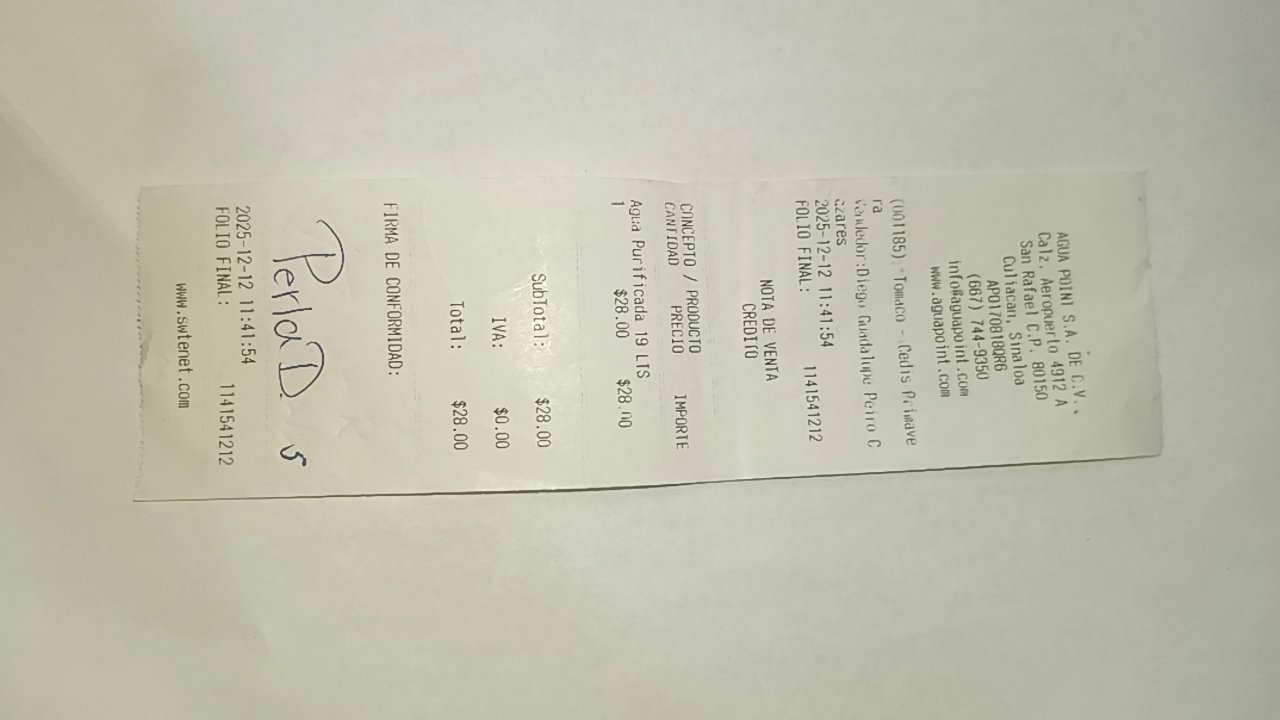 AGUA POINT S.A. DE C.V.
Calz. Aeropuerto 4912 A
San Rafael C.P. 80150
Culiacan, Sinaloa
APO170818QR6
(667) 744-9350
info@aguapoint.com
www.aguapoint.com
(001185) Tomaco - Cedis Primave
ra
Vendedor:Diego Guadalupe Peiro C
azares
2025-12-12 11:41:54
FOLIO FINAL: 1141541212
NOTA DE VENTA
CREDITO
CONCEPTO / PRODUCTO
CANTIDAD PRECIO IMPORTE
Agua Purificada 19 LTS
1 $28.00 $28.00
SubTotal: $28.00
IVA: $0.00
Total: $28.00
FIRMA DE CONFORMIDAD:
Perla D.
2025-12-12 11:41:54
FOLIO FINAL: 1141541212
www.swtenet.com